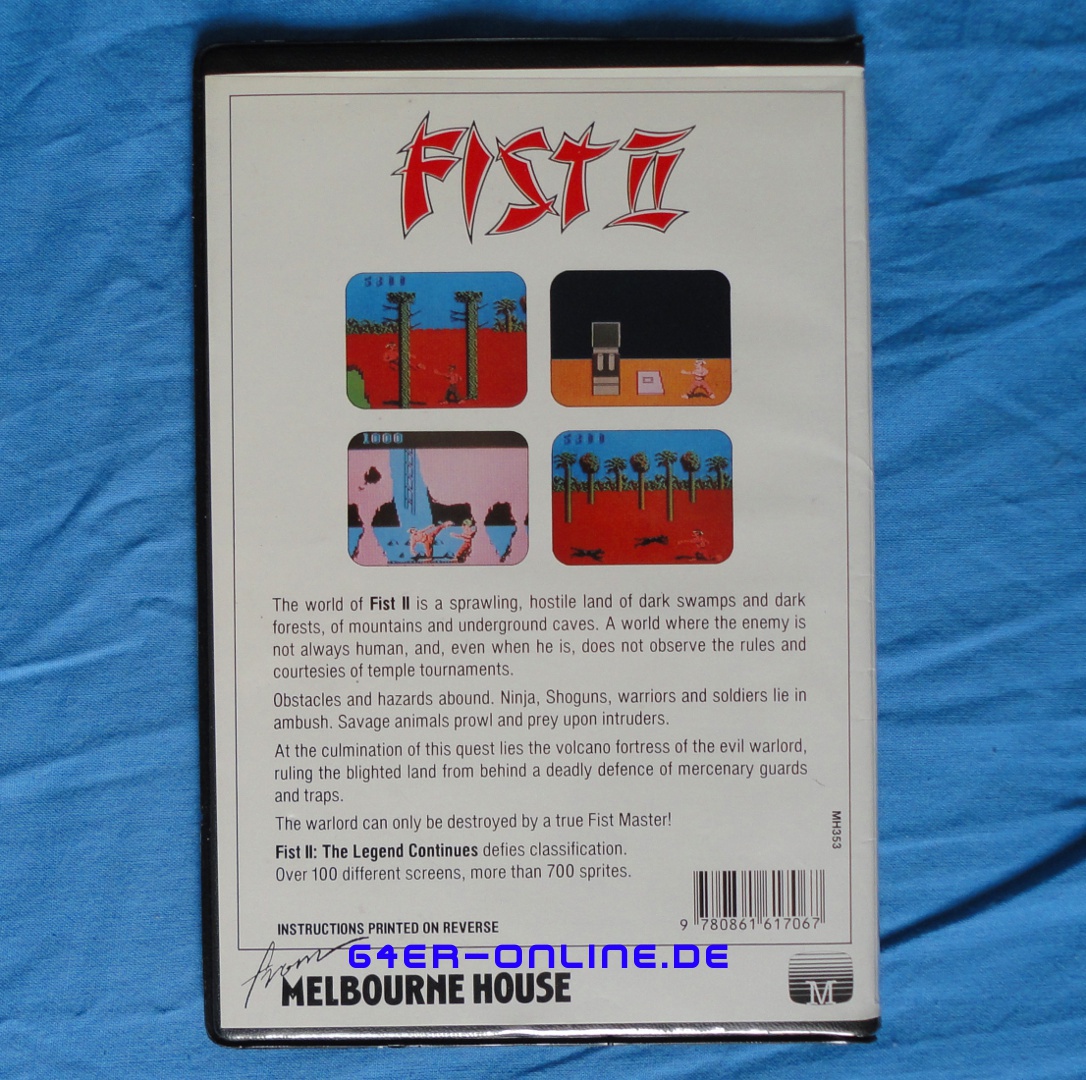 FIST II
5300
1000
5300
The world of Fist II is a sprawling, hostile land of dark swamps and dark
forests, of mountains and underground caves. A world where the enemy is
not always human, and, even when he is, does not observe the rules and
courtesies of temple tournaments.
Obstacles and hazards abound. Ninja, Shoguns, warriors and soldiers lie in
ambush. Savage animals prowl and prey upon intruders.
At the culmination of this quest lies the volcano fortress of the evil warlord,
ruling the blighted land from behind a deadly defence of mercenary guards
and traps.
The warlord can only be destroyed by a true Fist Master!
Fist II: The Legend Continues defies classification.
Over 100 different screens, more than 700 sprites.
MH353
9 780861 617067
INSTRUCTIONS PRINTED ON REVERSE
64ER-ONLINE.DE
from
MELBOURNE HOUSE
M